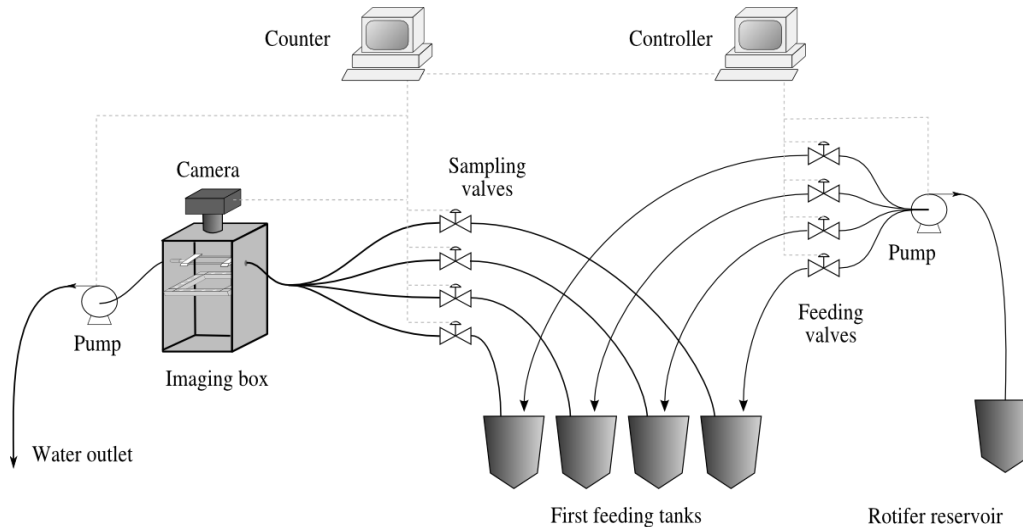 Counter
Controller
Camera
Sampling
valves
Pump
Pump
Feeding
valves
Imaging box
Water outlet
First feeding tanks
Rotifer reservoir